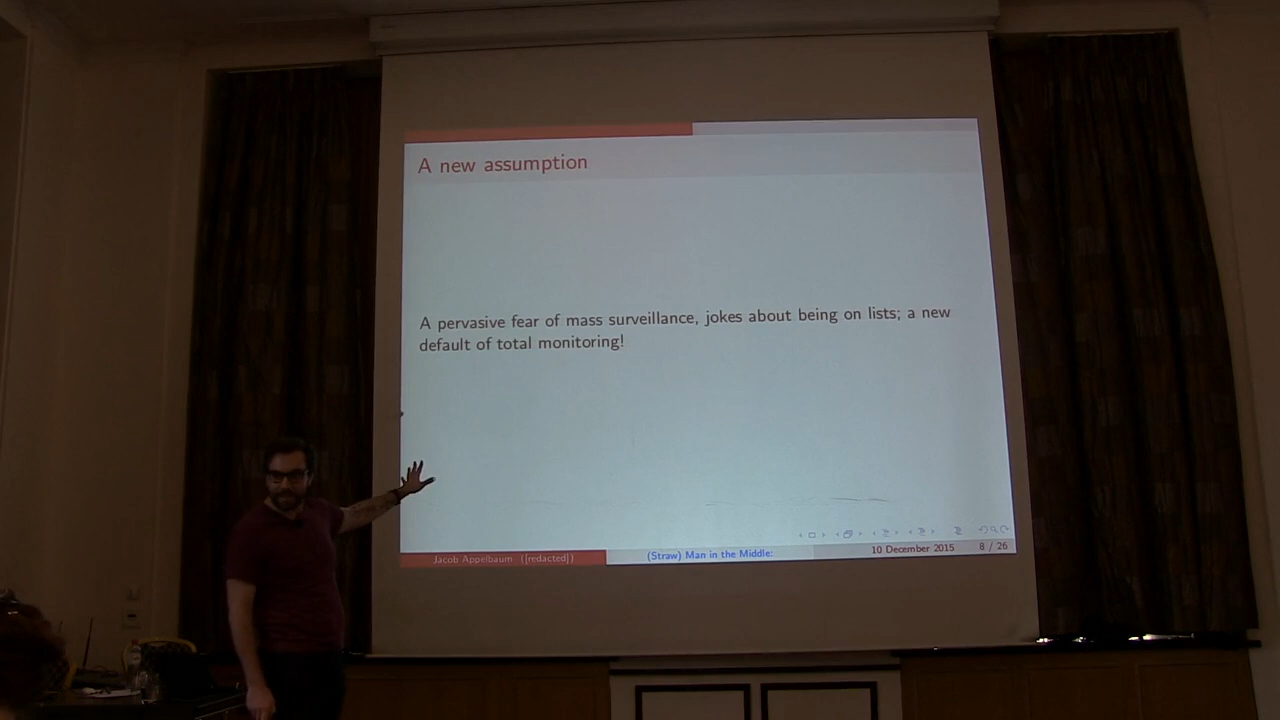 A new assumption
A pervasive fear of mass surveillance, jokes about being on lists; a new
default of total monitoring!
Jacob Appelbaum ([redacted])
(Straw) Man in the Middle:
10 December 2015
8 / 26